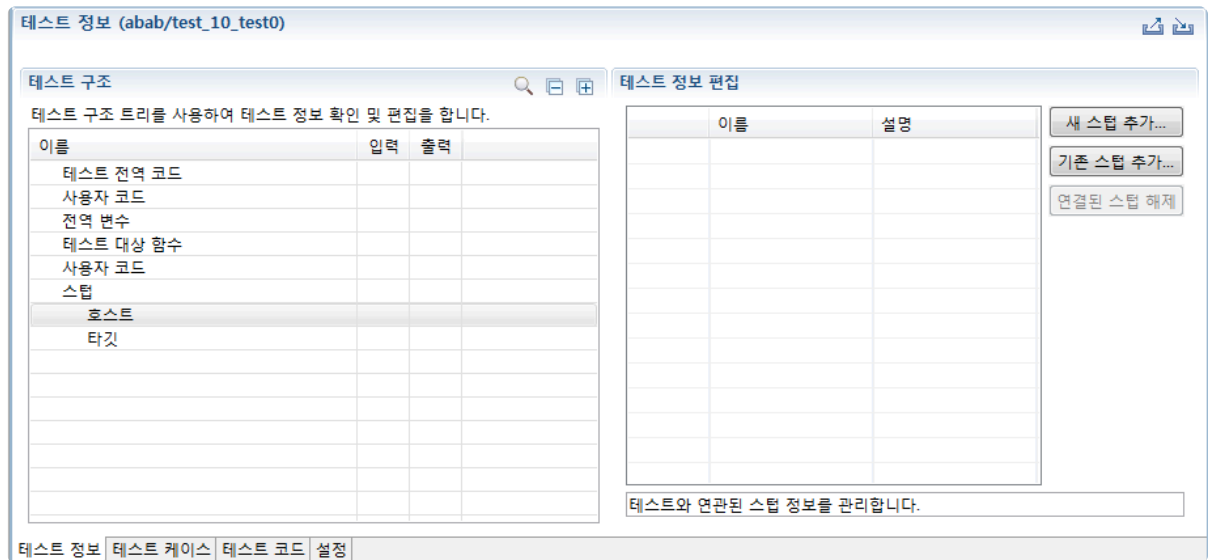 테스트 정보 (abab/test_10_test0)
테스트 구조
테스트 구조 트리를 사용하여 테스트 정보 확인 및 편집을 합니다.
이름 입력 출력
테스트 전역 코드
사용자 코드
전역 변수
테스트 대상 함수
사용자 코드
스텁
호스트
타깃
테스트 정보 편집
이름 설명
새 스텁 추가...
기존 스텁 추가...
연결된 스텁 해제
테스트와 연관된 스텁 정보를 관리합니다.
테스트 정보 테스트 케이스 테스트 코드 설정